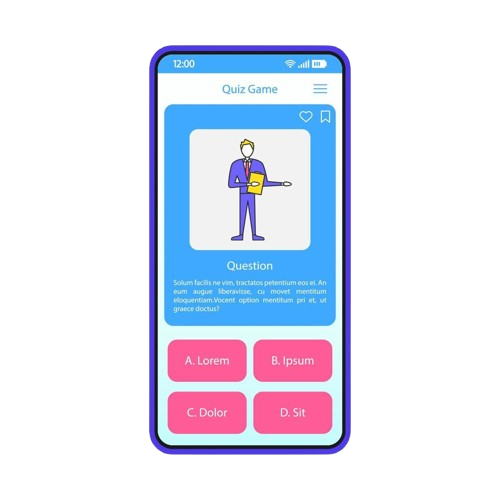 12:00
Quiz Game
Question
Solum facilis ne vim, tractatos petentium eos ei. An
eum augue liberavisse, cu movet mentitum
eloquentiam.Vocent option mentitum pri et, ut
graece doctus?
A. Lorem
B. Ipsum
C. Dolor
D. Sit